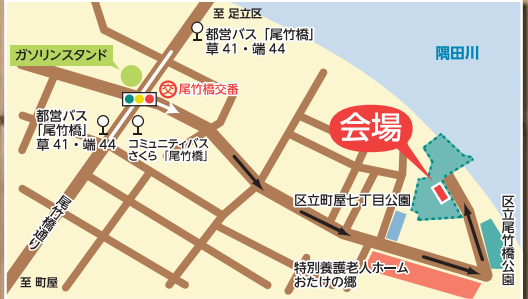 至 足立区
都営バス「尾竹橋」
草41・端44
ガソリンスタンド
隅田川
交
尾竹橋交番
都営バス
「尾竹橋」
草41・端44
コミュニティバス
さくら「尾竹橋」
会場
尾竹橋通り
区立町屋七丁目公園
区立尾竹橋公園
特別養護老人ホーム
おたけの郷
至 町屋